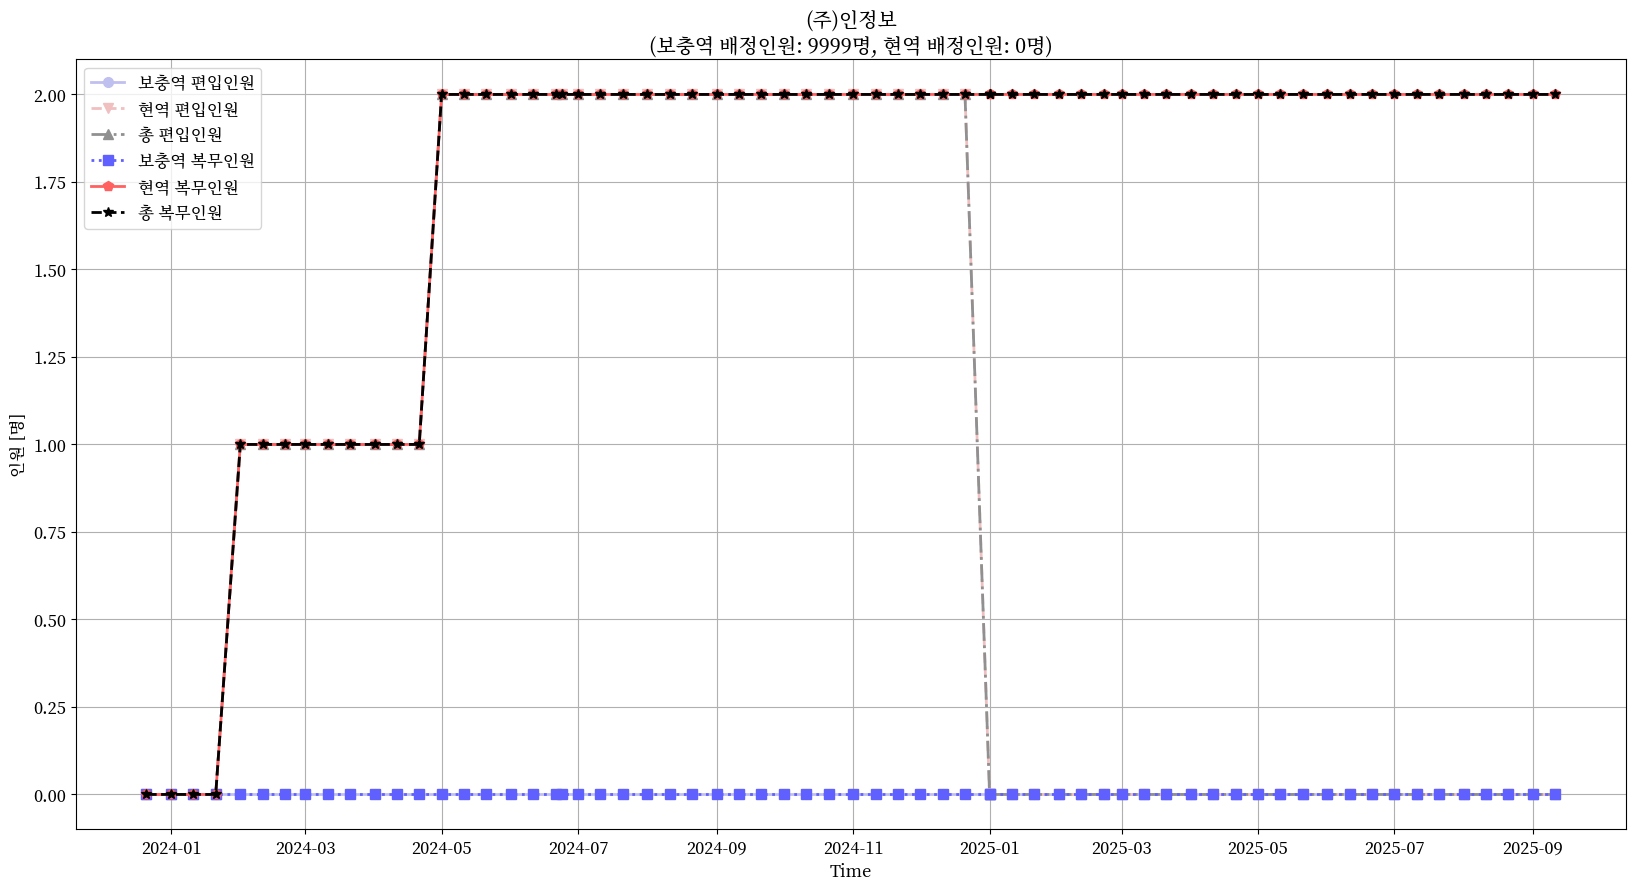 (주)인정보
(보충역 배정인원: 9999명, 현역 배정인원: 0명)
보충역 편입인원
현역 편입인원
총 편입인원
보충역 복무인원
현역 복무인원
총 복무인원
2.00
1.75
1.50
1.25
1.00
0.75
0.50
0.25
0.00
인원 [명]
2024-01 2024-03 2024-05 2024-07 2024-09 2024-11 2025-01 2025-03 2025-05 2025-07 2025-09
Time